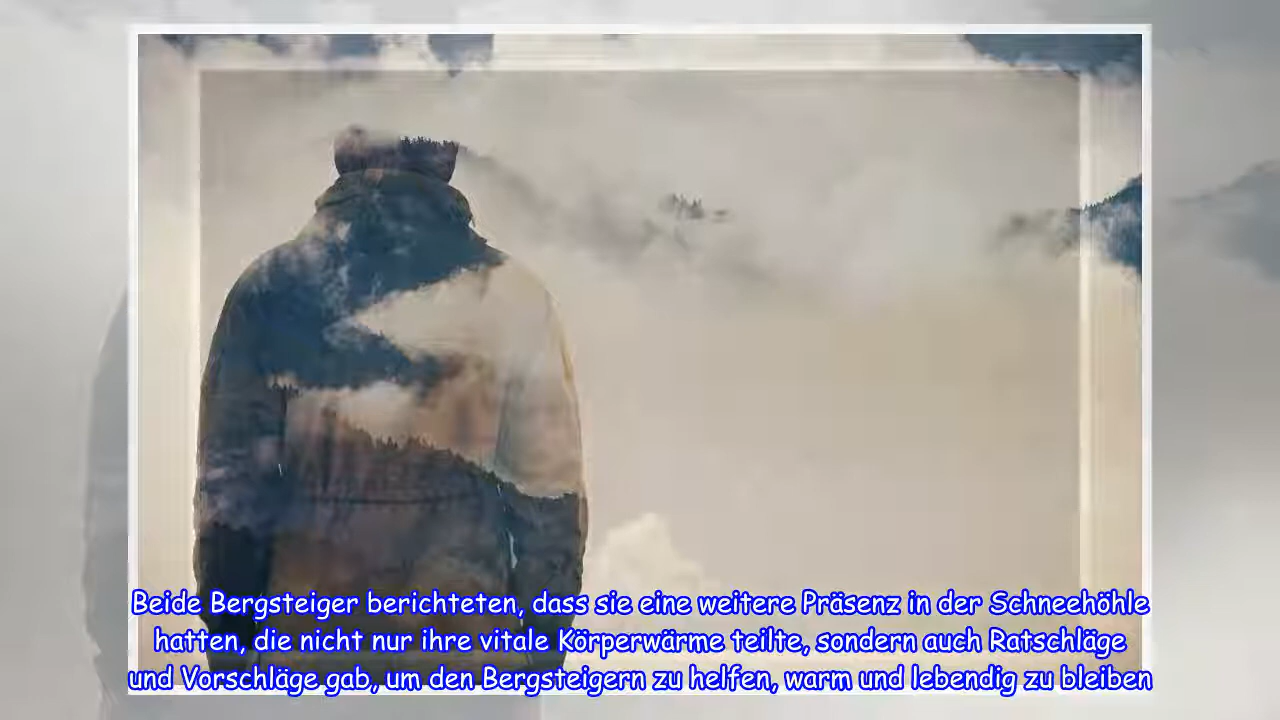 Beide Bergsteiger berichteten, dass sie eine weitere Präsenz in der Schneehöhle
hatten, die nicht nur ihre vitale Körperwärme teilte, sondern auch Ratschläge
und Vorschläge gab, um den Bergsteigern zu helfen, warm und lebendig zu bleiben